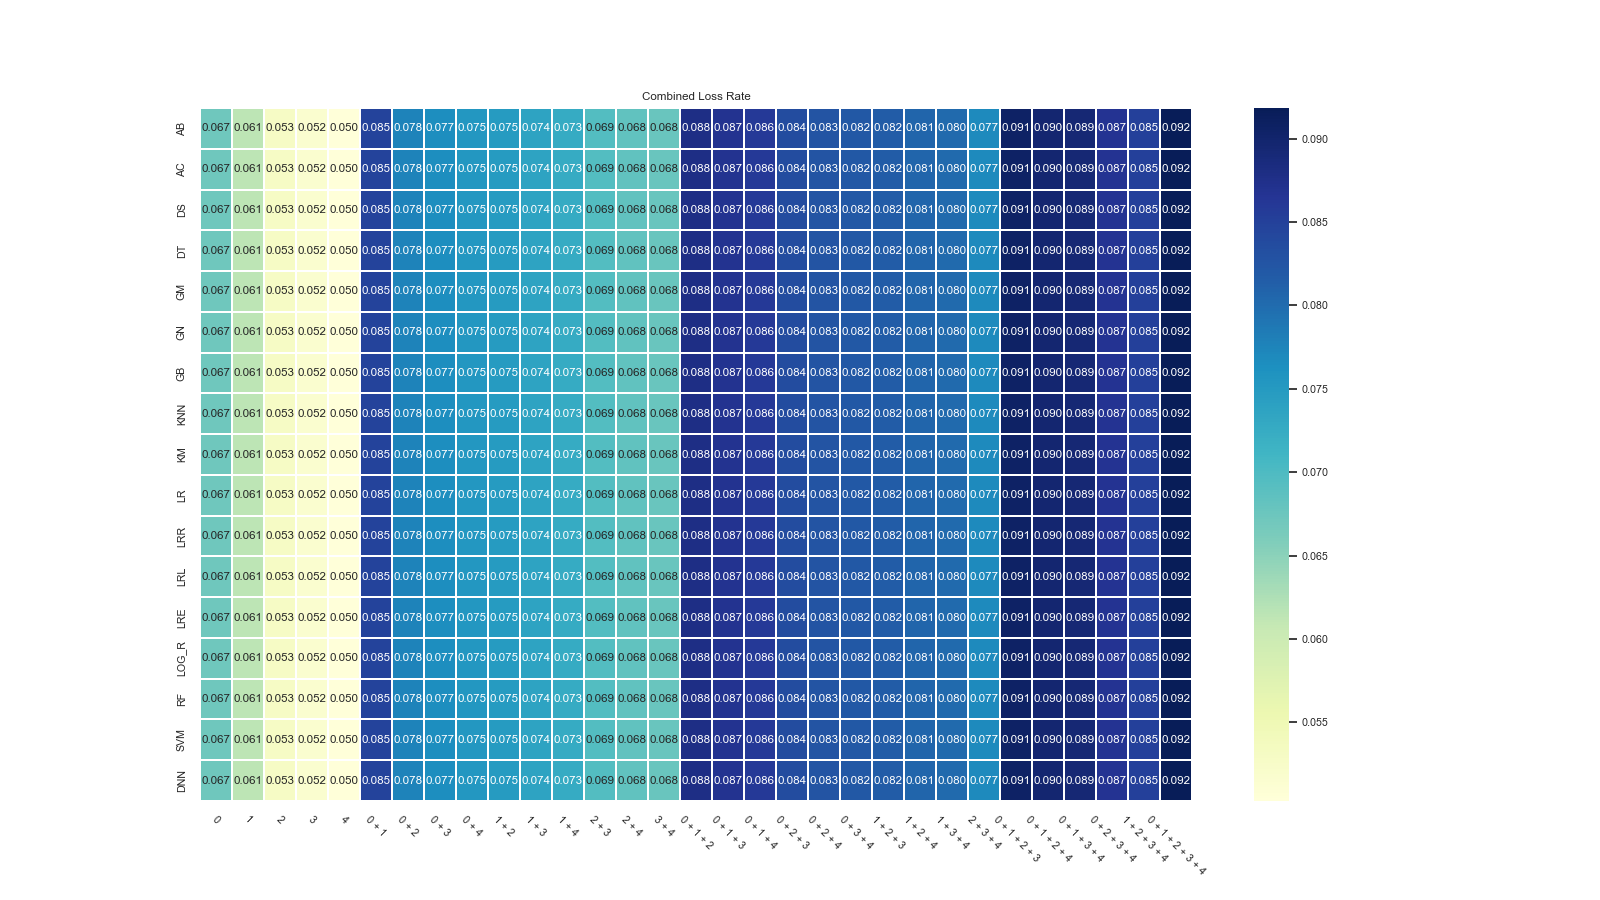 Combined Loss Rate
AB 0.067 0.061 0.053 0.052 0.050 0.085 0.078 0.077 0.075 0.075 0.074 0.073 0.069 0.068 0.068 0.088 0.087 0.086 0.084 0.083 0.082 0.082 0.081 0.080 0.077 0.091 0.090 0.089 0.087 0.085 0.092
AC 0.067 0.061 0.053 0.052 0.050 0.085 0.078 0.077 0.075 0.075 0.074 0.073 0.069 0.068 0.068 0.088 0.087 0.086 0.084 0.083 0.082 0.082 0.081 0.080 0.077 0.091 0.090 0.089 0.087 0.085 0.092
DS 0.067 0.061 0.053 0.052 0.050 0.085 0.078 0.077 0.075 0.075 0.074 0.073 0.069 0.068 0.068 0.088 0.087 0.086 0.084 0.083 0.082 0.082 0.081 0.080 0.077 0.091 0.090 0.089 0.087 0.085 0.092
DT 0.067 0.061 0.053 0.052 0.050 0.085 0.078 0.077 0.075 0.075 0.074 0.073 0.069 0.068 0.068 0.088 0.087 0.086 0.084 0.083 0.082 0.082 0.081 0.080 0.077 0.091 0.090 0.089 0.087 0.085 0.092
GM 0.067 0.061 0.053 0.052 0.050 0.085 0.078 0.077 0.075 0.075 0.074 0.073 0.069 0.068 0.068 0.088 0.087 0.086 0.084 0.083 0.082 0.082 0.081 0.080 0.077 0.091 0.090 0.089 0.087 0.085 0.092
GN 0.067 0.061 0.053 0.052 0.050 0.085 0.078 0.077 0.075 0.075 0.074 0.073 0.069 0.068 0.068 0.088 0.087 0.086 0.084 0.083 0.082 0.082 0.081 0.080 0.077 0.091 0.090 0.089 0.087 0.085 0.092
GB 0.067 0.061 0.053 0.052 0.050 0.085 0.078 0.077 0.075 0.075 0.074 0.073 0.069 0.068 0.068 0.088 0.087 0.086 0.084 0.083 0.082 0.082 0.081 0.080 0.077 0.091 0.090 0.089 0.087 0.085 0.092
KNN 0.067 0.061 0.053 0.052 0.050 0.085 0.078 0.077 0.075 0.075 0.074 0.073 0.069 0.068 0.068 0.088 0.087 0.086 0.084 0.083 0.082 0.082 0.081 0.080 0.077 0.091 0.090 0.089 0.087 0.085 0.092
KM 0.067 0.061 0.053 0.052 0.050 0.085 0.078 0.077 0.075 0.075 0.074 0.073 0.069 0.068 0.068 0.088 0.087 0.086 0.084 0.083 0.082 0.082 0.081 0.080 0.077 0.091 0.090 0.089 0.087 0.085 0.092
LR 0.067 0.061 0.053 0.052 0.050 0.085 0.078 0.077 0.075 0.075 0.074 0.073 0.069 0.068 0.068 0.088 0.087 0.086 0.084 0.083 0.082 0.082 0.081 0.080 0.077 0.091 0.090 0.089 0.087 0.085 0.092
LRR 0.067 0.061 0.053 0.052 0.050 0.085 0.078 0.077 0.075 0.075 0.074 0.073 0.069 0.068 0.068 0.088 0.087 0.086 0.084 0.083 0.082 0.082 0.081 0.080 0.077 0.091 0.090 0.089 0.087 0.085 0.092
LRL 0.067 0.061 0.053 0.052 0.050 0.085 0.078 0.077 0.075 0.075 0.074 0.073 0.069 0.068 0.068 0.088 0.087 0.086 0.084 0.083 0.082 0.082 0.081 0.080 0.077 0.091 0.090 0.089 0.087 0.085 0.092
LRE 0.067 0.061 0.053 0.052 0.050 0.085 0.078 0.077 0.075 0.075 0.074 0.073 0.069 0.068 0.068 0.088 0.087 0.086 0.084 0.083 0.082 0.082 0.081 0.080 0.077 0.091 0.090 0.089 0.087 0.085 0.092
LOG_R 0.067 0.061 0.053 0.052 0.050 0.085 0.078 0.077 0.075 0.075 0.074 0.073 0.069 0.068 0.068 0.088 0.087 0.086 0.084 0.083 0.082 0.082 0.081 0.080 0.077 0.091 0.090 0.089 0.087 0.085 0.092
RF 0.067 0.061 0.053 0.052 0.050 0.085 0.078 0.077 0.075 0.075 0.074 0.073 0.069 0.068 0.068 0.088 0.087 0.086 0.084 0.083 0.082 0.082 0.081 0.080 0.077 0.091 0.090 0.089 0.087 0.085 0.092
SVM 0.067 0.061 0.053 0.052 0.050 0.085 0.078 0.077 0.075 0.075 0.074 0.073 0.069 0.068 0.068 0.088 0.087 0.086 0.084 0.083 0.082 0.082 0.081 0.080 0.077 0.091 0.090 0.089 0.087 0.085 0.092
DNN 0.067 0.061 0.053 0.052 0.050 0.085 0.078 0.077 0.075 0.075 0.074 0.073 0.069 0.068 0.068 0.088 0.087 0.086 0.084 0.083 0.082 0.082 0.081 0.080 0.077 0.091 0.090 0.089 0.087 0.085 0.092
0
1
2
3
4
0 + 1
0 + 2
0 + 3
0 + 4
1 + 2
1 + 3
1 + 4
2 + 3
2 + 4
3 + 4
0 + 1 + 2
0 + 1 + 3
0 + 1 + 4
0 + 2 + 3
0 + 2 + 4
0 + 3 + 4
1 + 2 + 3
1 + 2 + 4
1 + 3 + 4
2 + 3 + 4
0 + 1 + 2 + 3
0 + 1 + 2 + 4
0 + 1 + 3 + 4
0 + 2 + 3 + 4
1 + 2 + 3 + 4
0 + 1 + 2 + 3 + 4
0.090
0.085
0.080
0.075
0.070
0.065
0.060
0.055